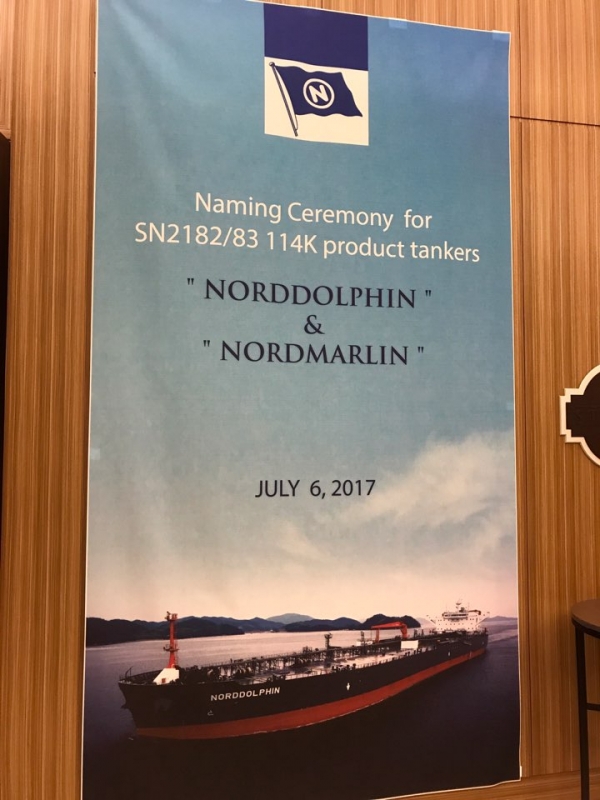 N
Naming Ceremony for
SN2182/83 114K product tankers
" NORDDOLPHIN "
&
" NORDMARLIN "
JULY 6, 2017
NORDDOLPHIN